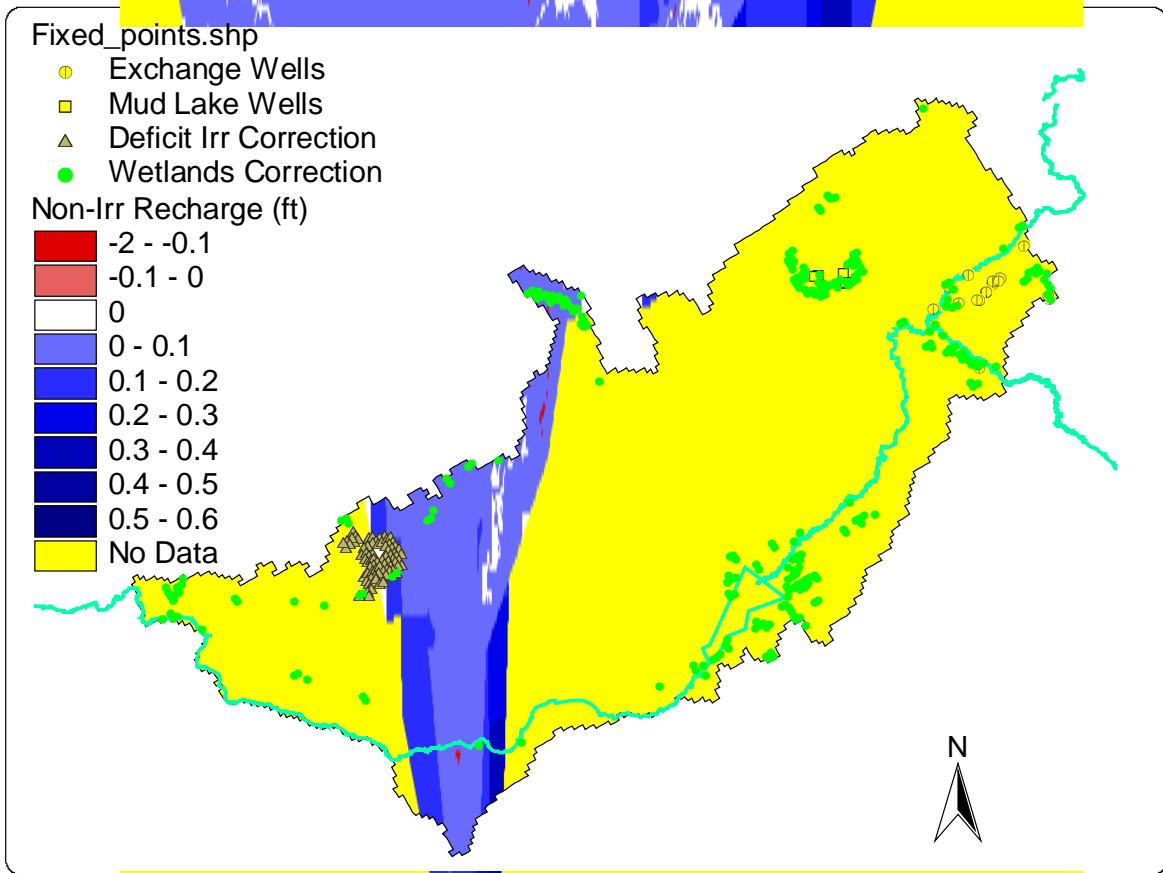 Fixed_points.shp
Exchange Wells
Mud Lake Wells
Deficit Irr Correction
Wetlands Correction
Non-Irr Recharge (ft)
-2 - -0.1
-0.1 - 0
0
0 - 0.1
0.1 - 0.2
0.2 - 0.3
0.3 - 0.4
0.4 - 0.5
0.5 - 0.6
No Data
N